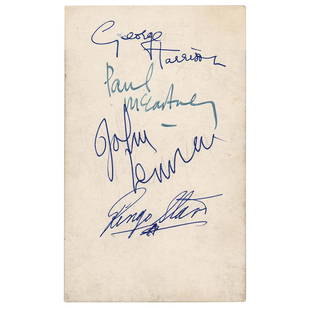 George
Harrison
Paul
McCartney
John
Lennon
Ringo Starr